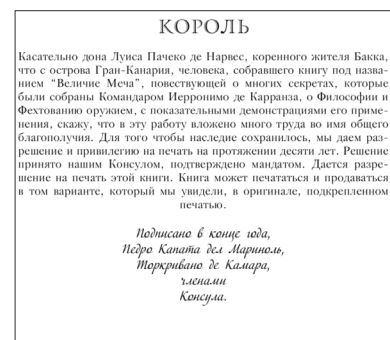 КОРОЛЬ
Касательно дона Луиса Пачеко де Нарвес, коренного жителя Бакка,
что с острова Гран-Канария, человека, собравшего книгу под назва-
нием “Величие Меча”, повествующей о многих секретах, которые
были собраны Командаром Иерронимо де Карранза, о Философии и
Фехтованию оружием, с показательными демонстрациями его приме-
нения, скажу, что в эту работу вложено много труда во имя общего
благополучия. Для того чтобы наследие сохранилось, мы даем раз-
решение и привилегию на печать на протяжении десяти лет. Решение
принято нашим Консулом, подтверждено мандатом. Дается разре-
шение на печать этой книги. Книга может печататься и продаваться
в том варианте, который мы увидели, в оригинале, подкрепленном
печатью.
Подписано в конце года,
Педро Капата дел Мариноль,
Торкривано де Камара,
членами
Консула.